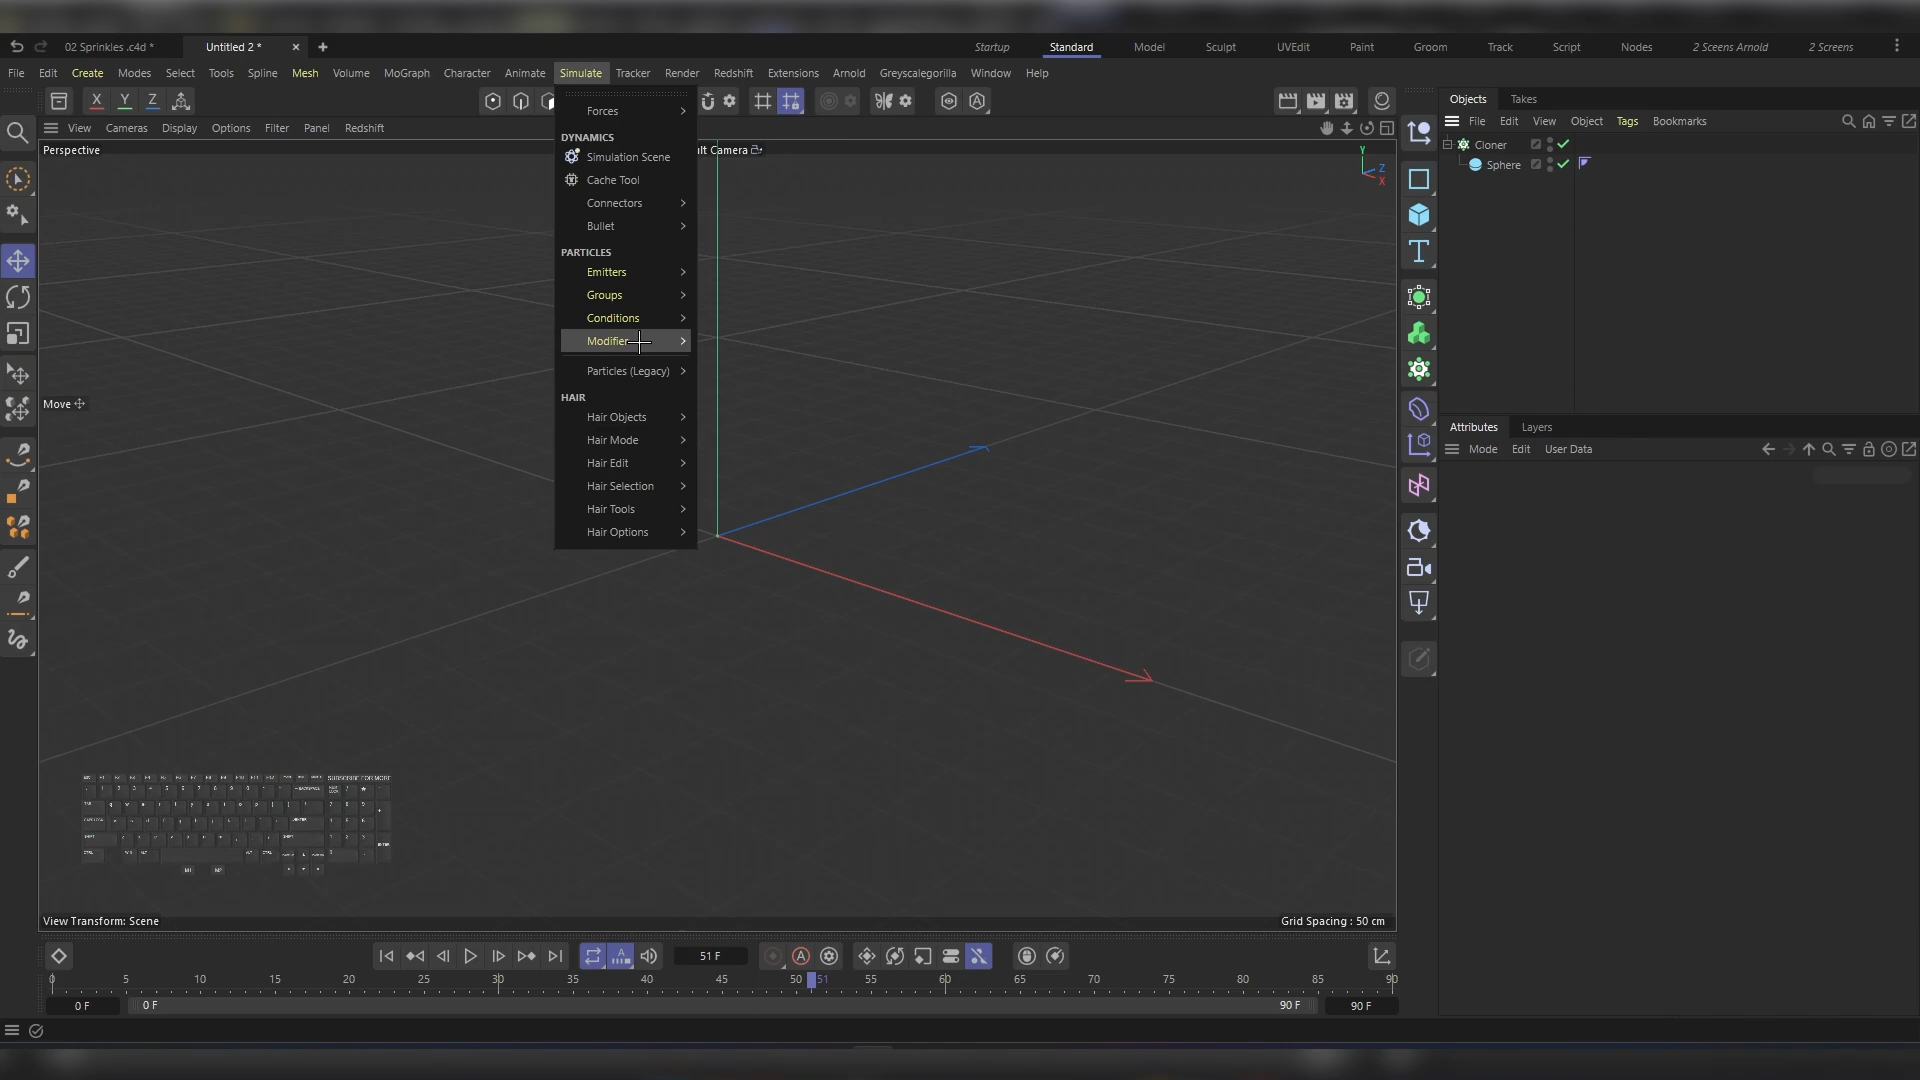 02 Sprinkles .c4d *
Untitled 2 *
Startup
Standard
Model
Sculpt
UVEdit
Paint
Groom
Track
Script
Nodes
2 Sceens Arnold
2 Screens
File Edit Create Modes Select Tools Spline Mesh Volume MoGraph Character Animate Simulate Tracker Render Redshift Extensions Arnold Greyscalegorilla Window Help
X Y Z
View Cameras Display Options Filter Panel Redshift
Perspective
ult Camera
Y
Z
X
Forces
DYNAMICS
Simulation Scene
Cache Tool
Connectors
Bullet
PARTICLES
Emitters
Groups
Conditions
Modifier
Particles (Legacy)
HAIR
Hair Objects
Hair Mode
Hair Edit
Hair Selection
Hair Tools
Hair Options
Move
SUBSCRIBE FOR MORE
View Transform: Scene
Grid Spacing : 50 cm
Objects Takes
File Edit View Object Tags Bookmarks
Cloner
Sphere
Attributes Layers
Mode Edit User Data
51 F
0 5 10 15 20 25 30 35 40 45 50 51 55 60 65 70 75 80 85 90
0 F
0 F
90 F
90 F